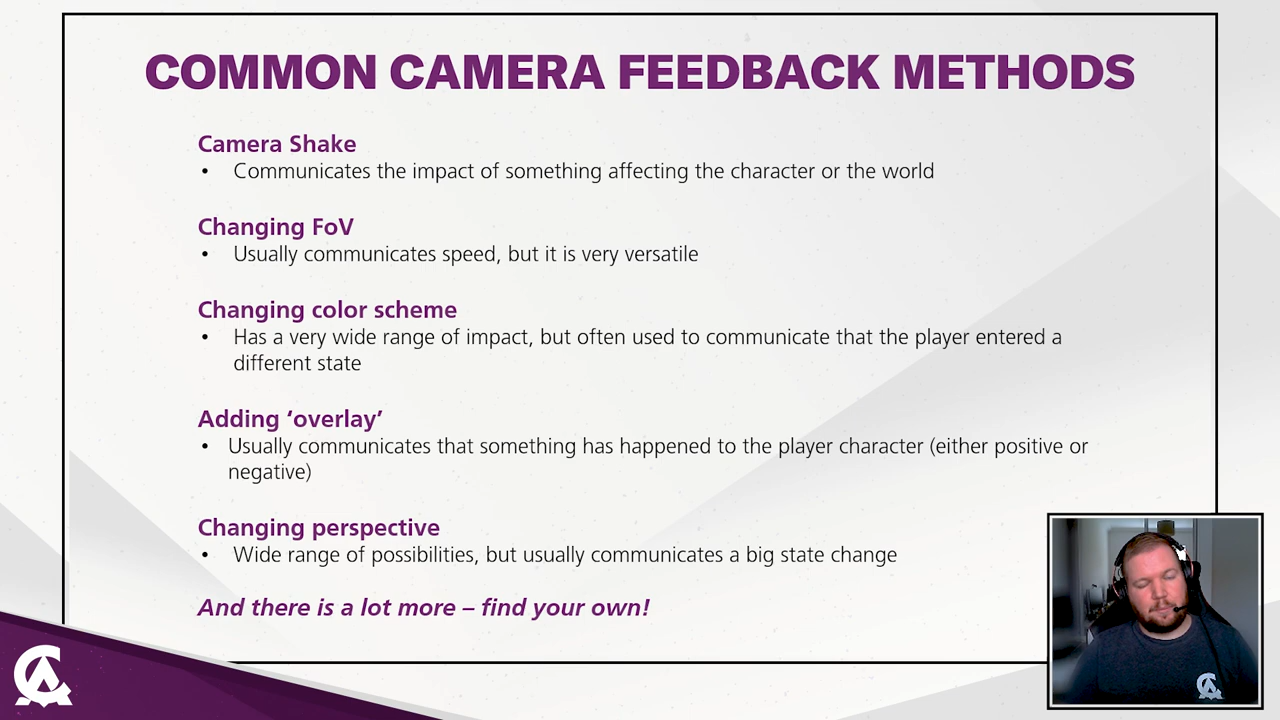 COMMON CAMERA FEEDBACK METHODS
Camera Shake
• Communicates the impact of something affecting the character or the world
Changing FoV
• Usually communicates speed, but it is very versatile
Changing color scheme
• Has a very wide range of impact, but often used to communicate that the player entered a
different state
Adding ‘overlay’
• Usually communicates that something has happened to the player character (either positive or
negative)
Changing perspective
• Wide range of possibilities, but usually communicates a big state change
And there is a lot more – find your own!